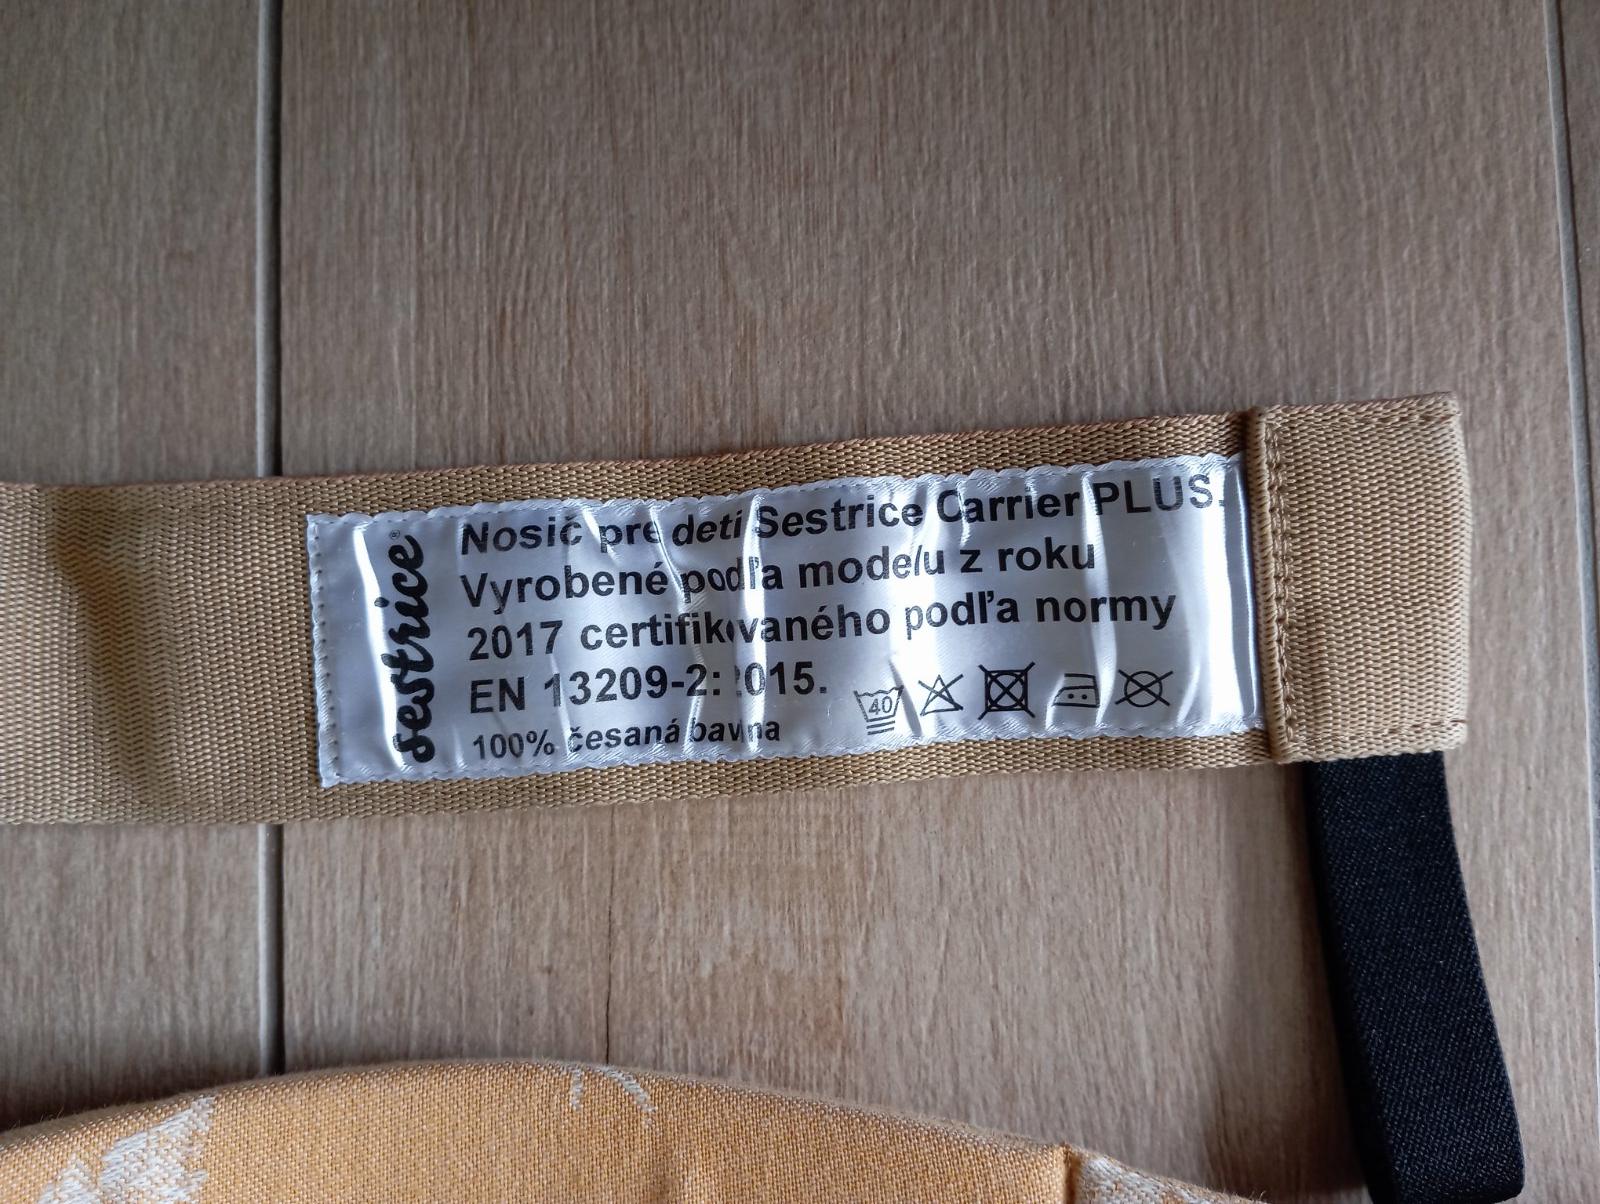 sestrice®
Nosič pre deti Sestrice Carrier PLUS.
Vyrobené podľa modelu z roku
2017 certifikovaného podľa normy
EN 13209-2:2015.
100% česaná bavlna
40